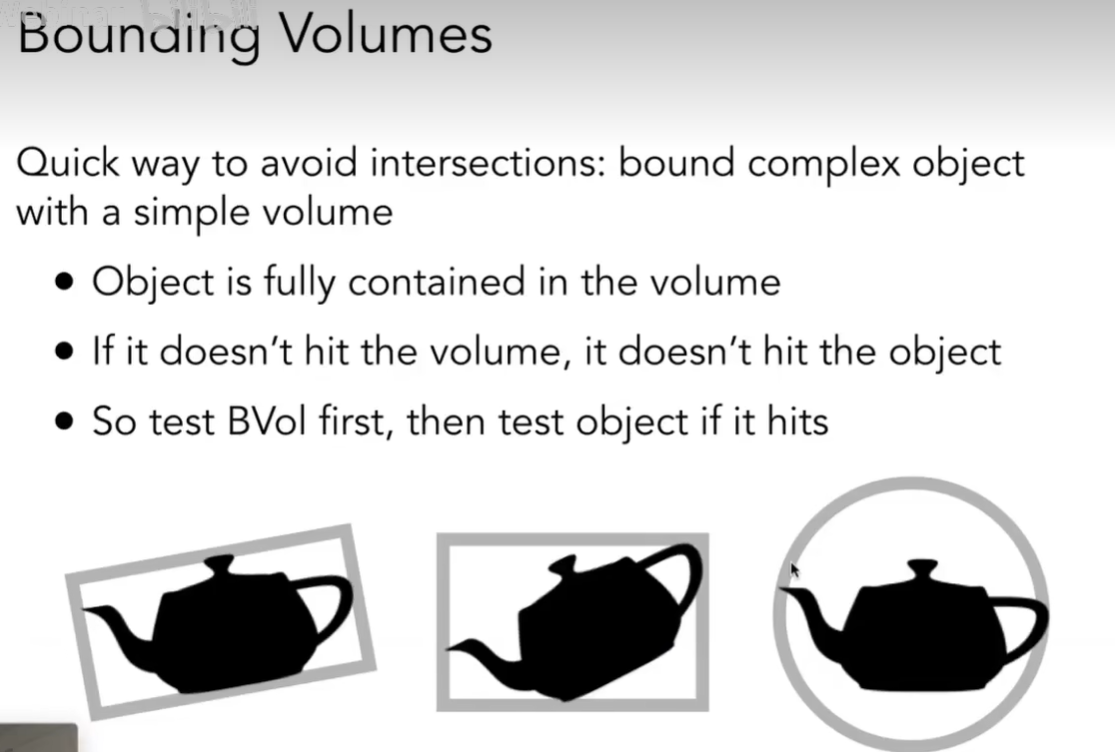 Bounding Volumes
Quick way to avoid intersections: bound complex object
with a simple volume
• Object is fully contained in the volume
• If it doesn’t hit the volume, it doesn’t hit the object
• So test BVol first, then test object if it hits